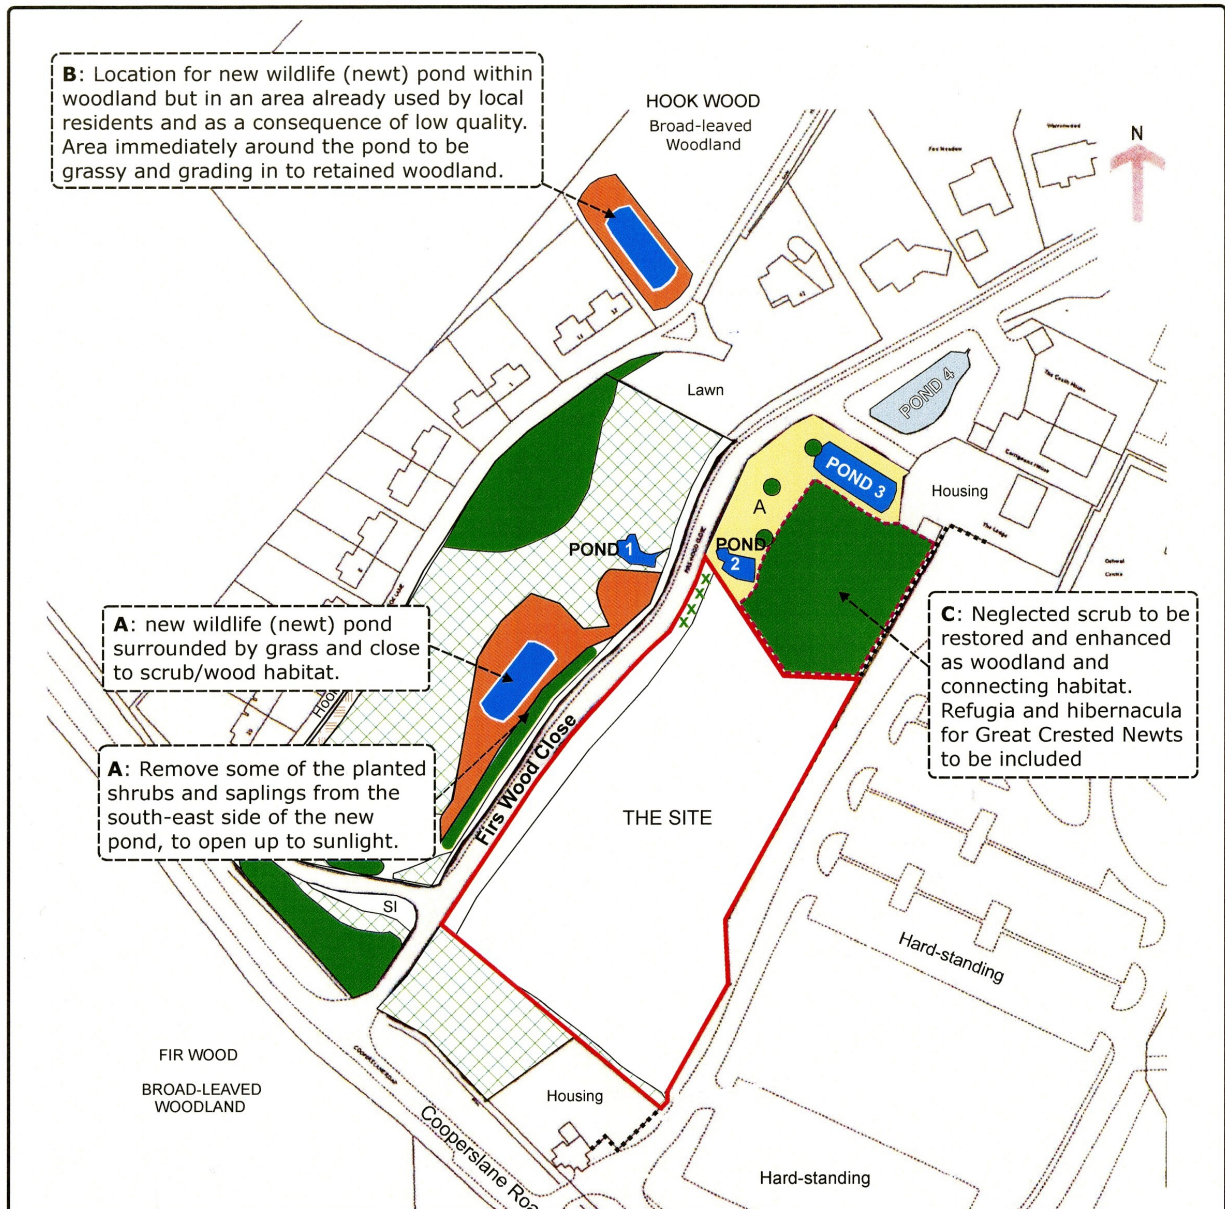 B: Location for new wildlife (newt) pond within
woodland but in an area already used by local
residents and as a consequence of low quality.
Area immediately around the pond to be
grassy and grading in to retained woodland.
HOOK WOOD
Broad-leaved
Woodland
N
Lawn
POND 4
POND 3
A
Housing
The Lodge
POND 1
POND
2
A: new wildlife (newt) pond
surrounded by grass and close
to scrub/wood habitat.
C: Neglected scrub to be
restored and enhanced
as woodland and
connecting habitat.
Refugia and hibernacula
for Great Crested Newts
to be included
X
X
X
X
A: Remove some of the planted
shrubs and saplings from the
south-east side of the new
pond, to open up to sunlight.
Firs Wood Close
THE SITE
SI
Hard-standing
FIR WOOD
BROAD-LEAVED
WOODLAND
Housing
Cooperslane Roa
Hard-standing